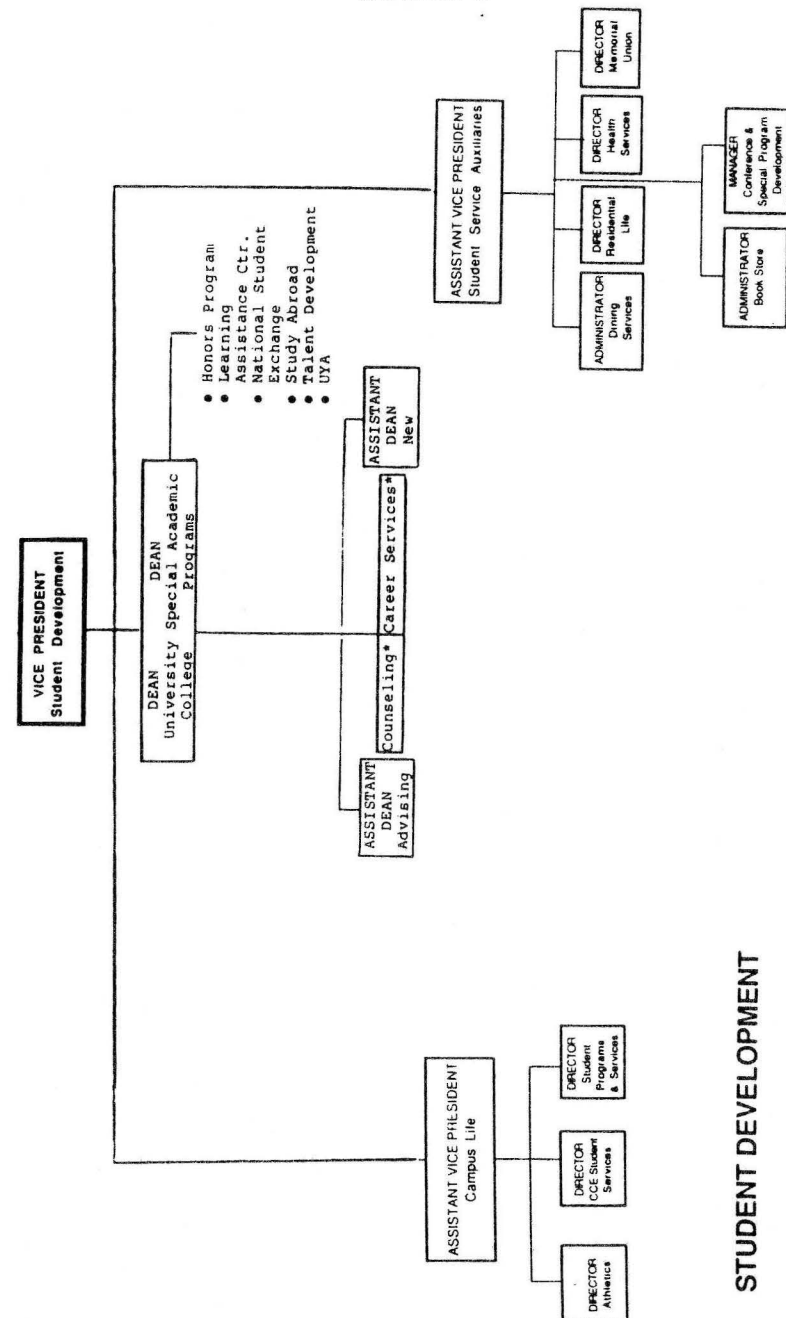 VICE PRESIDENT
Student Development
DEAN DEAN
University Special Academic
College Programs
• Honors Program
• Learning
Assistance Ctr.
• National Student
Exchange
• Study Abroad
• Talent Development
• UYA
ASSISTANT
DEAN
Advising
Counseling* Career Services*
ASSISTANT
DEAN
New
ASSISTANT VICE PRESIDENT
Campus Life
DIRECTOR
Athletics
DIRECTOR
CCE Student
Services
DIRECTOR
Student
Programs
& Services
ASSISTANT VICE PRESIDENT
Student Service Auxiliaries
ADMINISTRATOR
Dining
Services
DIRECTOR
Residential
Life
DIRECTOR
Health
Services
DIRECTOR
Memorial
Union
ADMINISTRATOR
Book Store
MANAGER
Conference &
Special Program
Development
STUDENT DEVELOPMENT